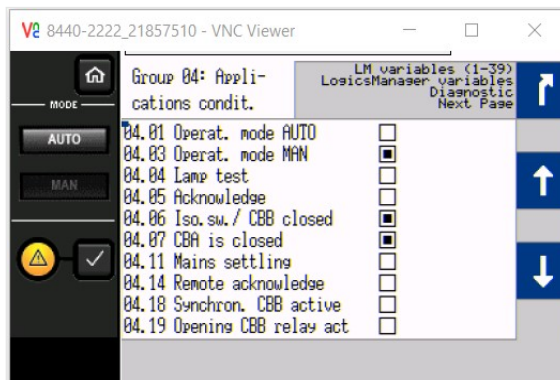 V2 8440-2222_21857510 - VNC Viewer
Group 04: Appli-
cations condit.
LM variables (1-39)
LogicsManager variables
Diagnostic
Next Page
MODE
AUTO
MAN
04.01 Operat. mode AUTO
04.03 Operat. mode MAN
04.04 Lamp test
04.05 Acknowledge
04.06 Iso.sw./ CBB closed
04.07 CBA is closed
04.11 Mains settling
04.14 Remote acknowledge
04.18 Synchron. CBB active
04.19 Opening CBB relay act